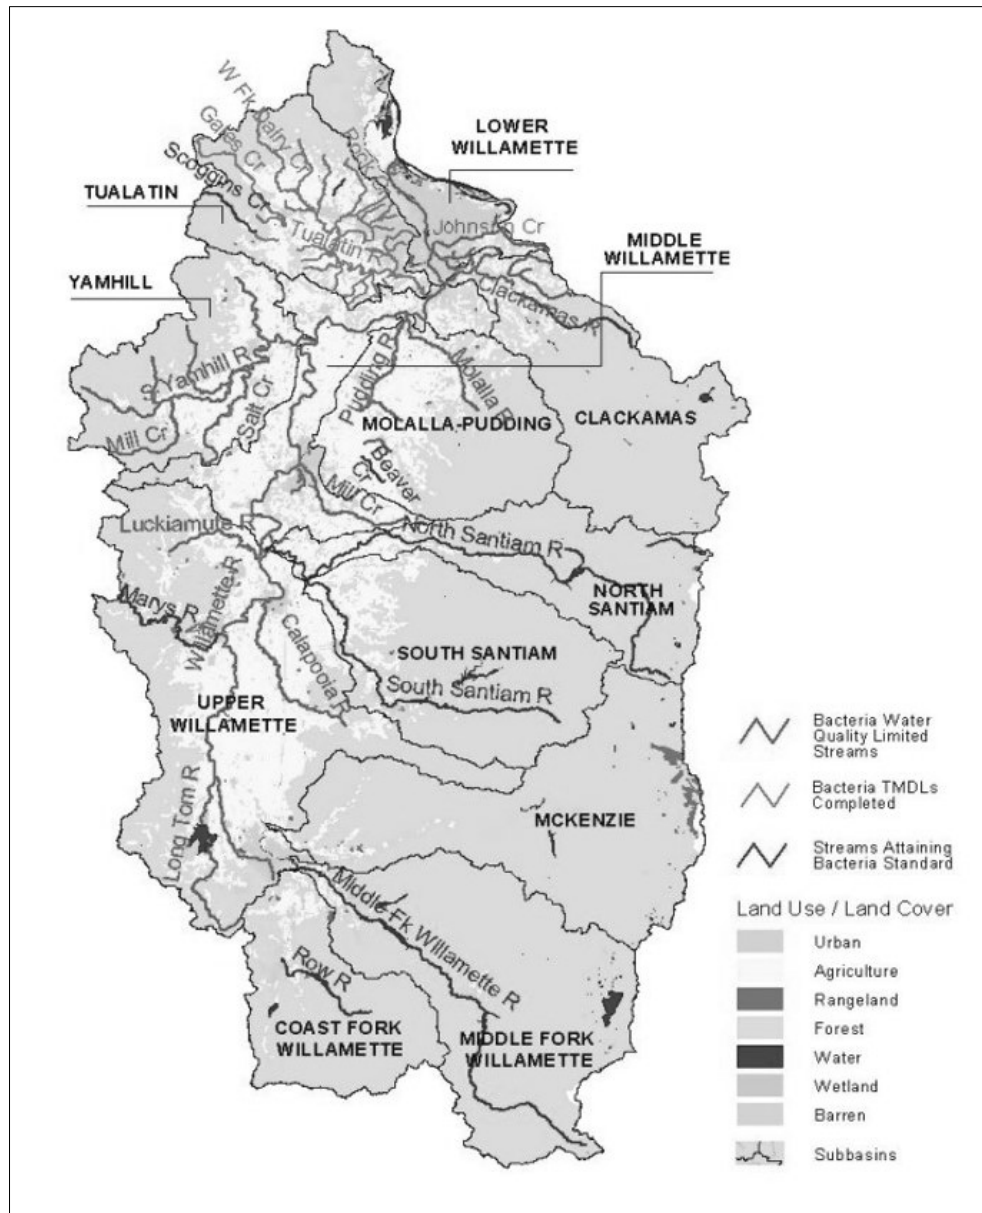 W Fk Dairy Cr
Gales Cr
Rock
Scoggins Cr
LOWER
WILLAMETTE
TUALATIN
Johnson Cr
Tualatin R
MIDDLE
WILLAMETTE
YAMHILL
Clackamas R
S. Yamhill R
Pudding R
Molalla R
Salt Cr
Mill Cr
MOLALLA-PUDDING
CLACKAMAS
Beaver
Cr
Mill Cr
Luckiamute R
North Santiam R
NORTH
SANTIAM
Marys R
Willamette R
Calapooia R
SOUTH SANTIAM
South Santiam R
UPPER
WILLAMETTE
Long Tom R
MCKENZIE
Middle Fk Willamette R
Row R
COAST FORK
WILLAMETTE
MIDDLE FORK
WILLAMETTE
Bacteria Water
Quality Limited
Streams
Bacteria TMDLs
Completed
Streams Attaining
Bacteria Standard
Land Use / Land Cover
Urban
Agriculture
Rangeland
Forest
Water
Wetland
Barren
Subbasins